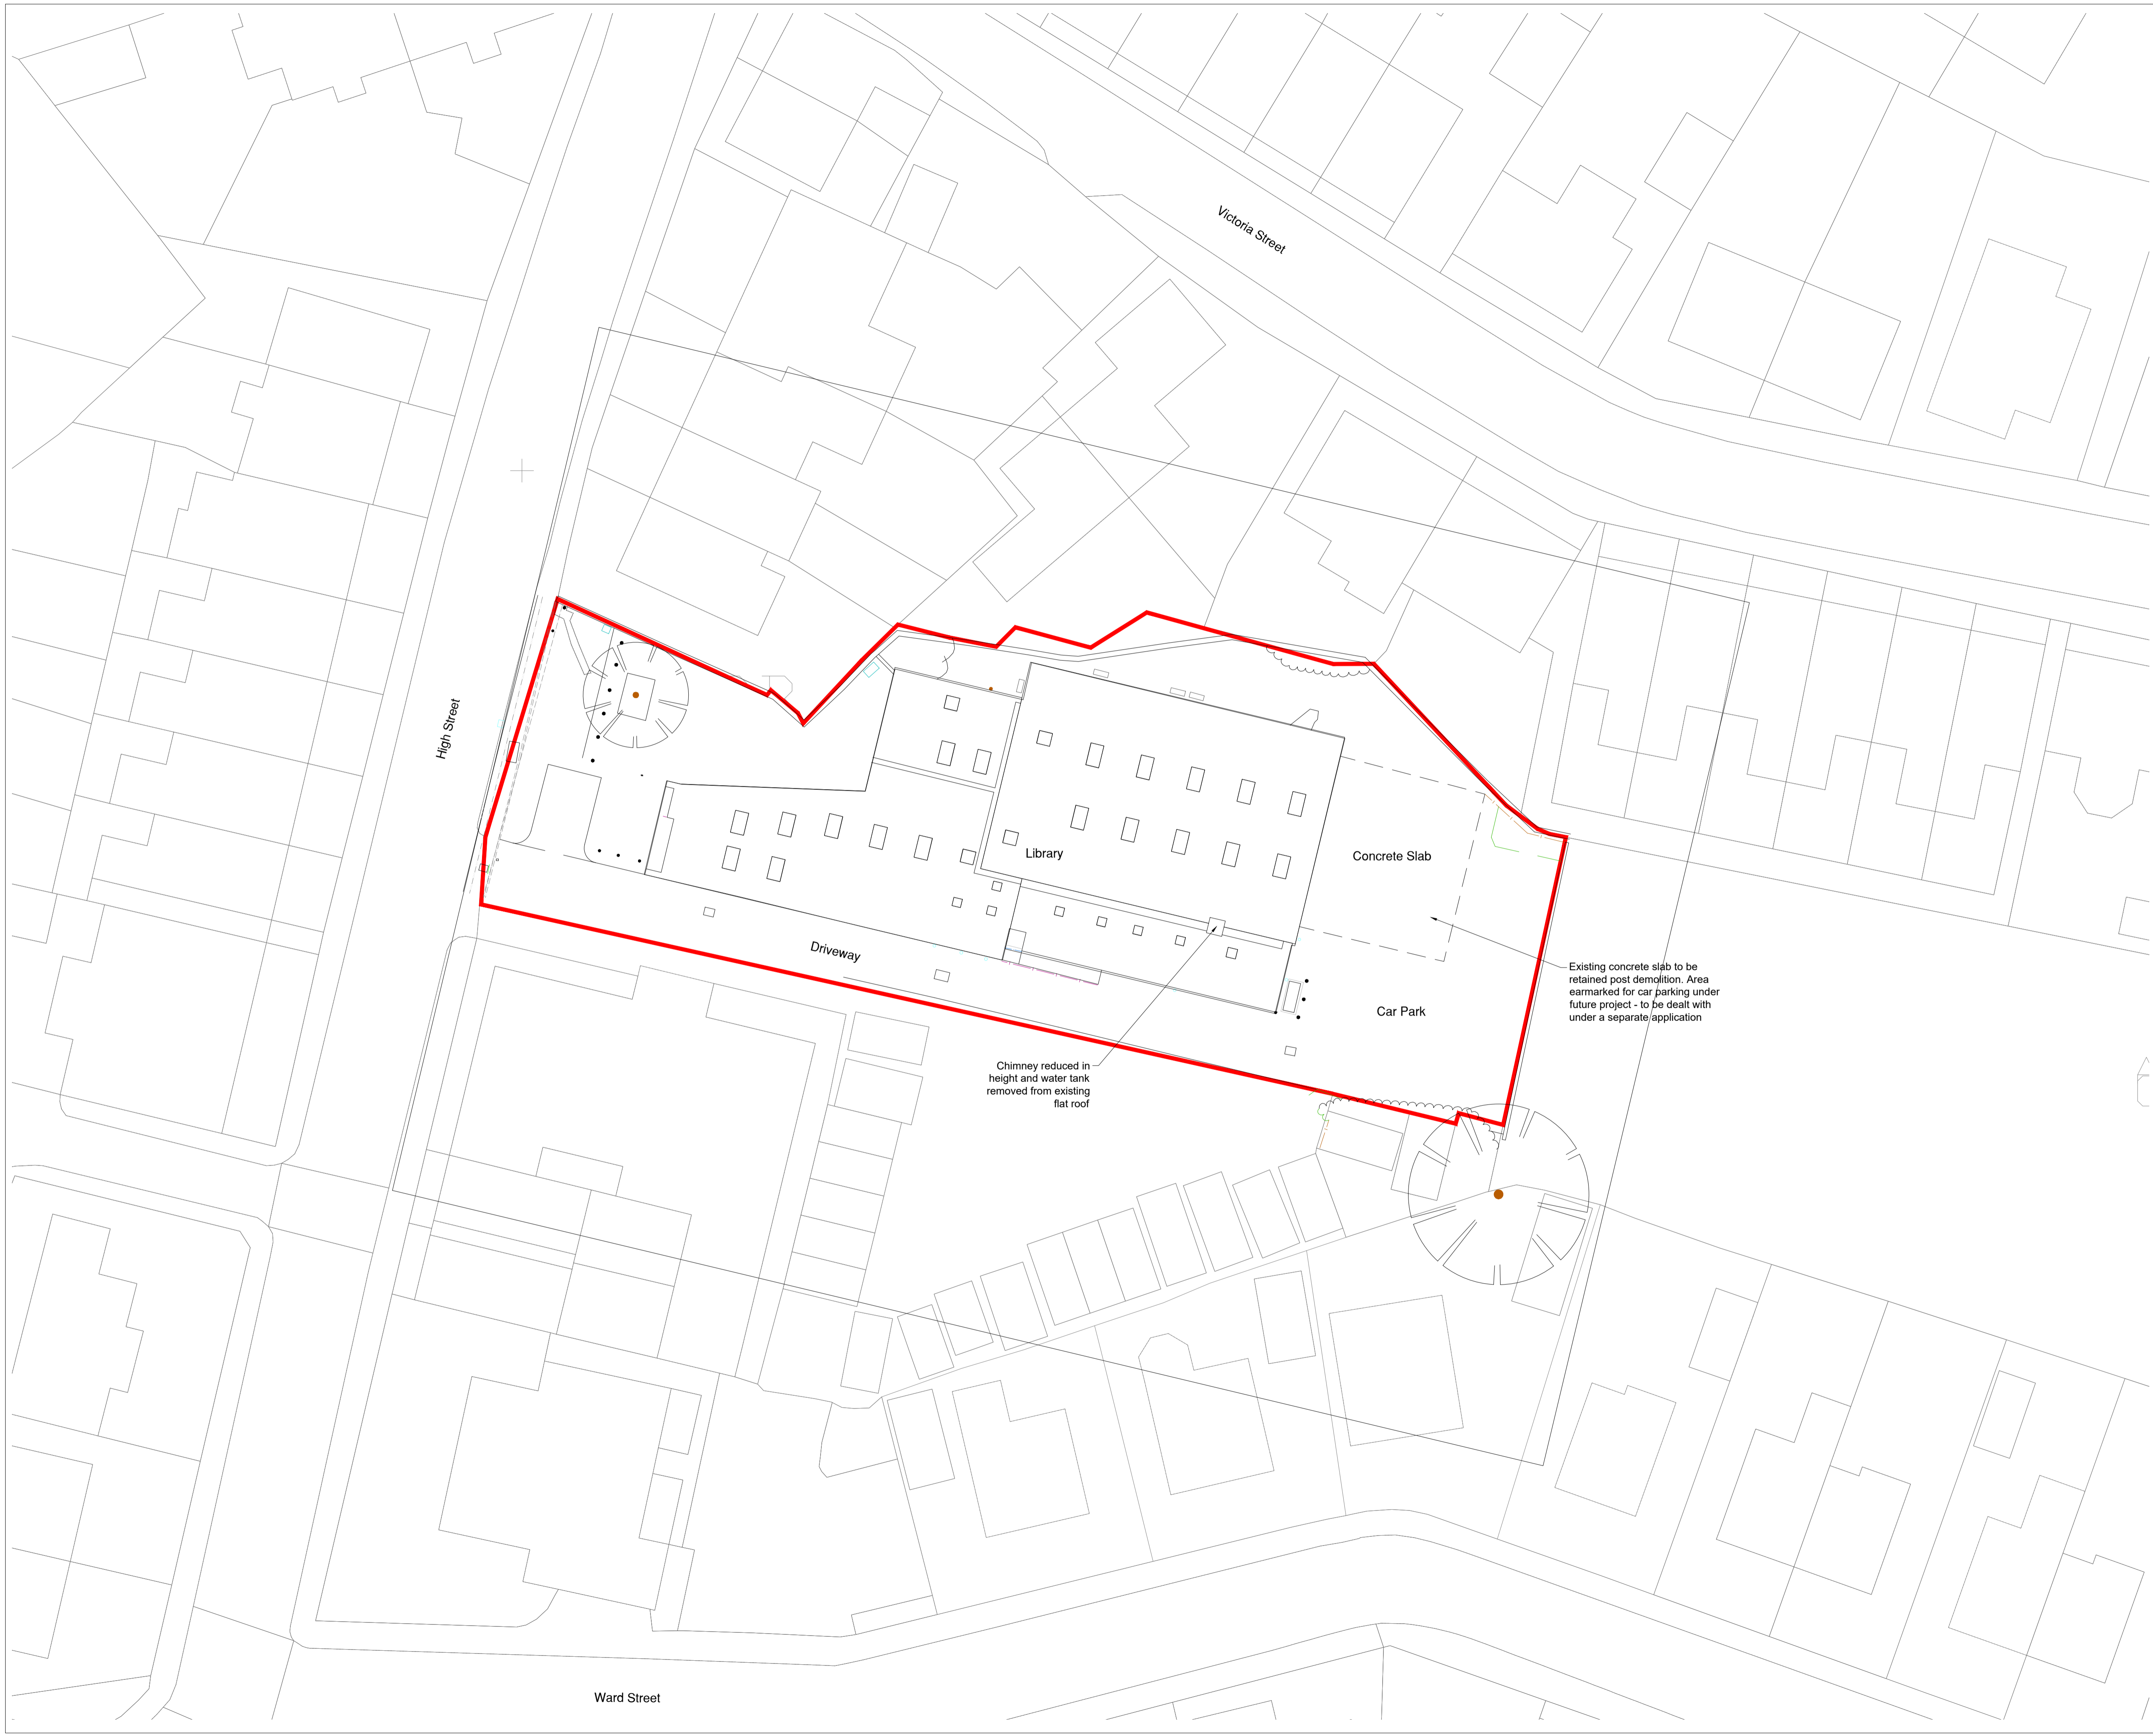 Victoria Street
High Street
Library
Concrete Slab
Driveway
Existing concrete slab to be
retained post demolition. Area
earmarked for car parking under
future project - to be dealt with
under a separate application
Car Park
Chimney reduced in
height and water tank
removed from existing
flat roof
Ward Street